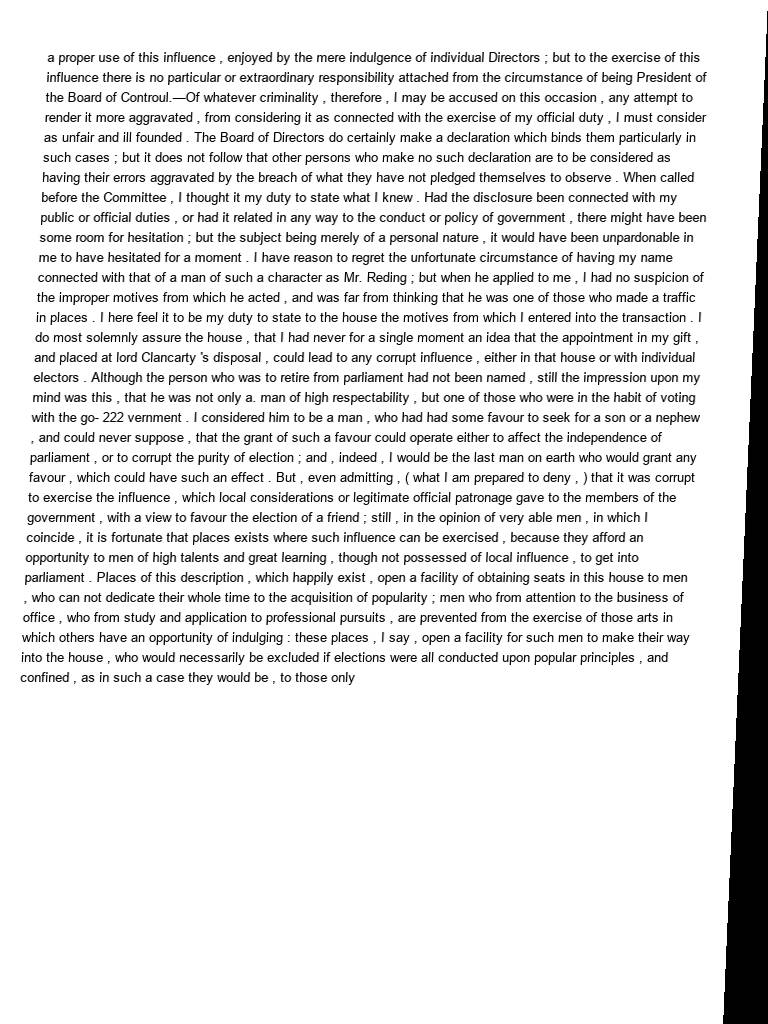 a proper use of this influence , enjoyed by the mere indulgence of individual Directors ; but to the exercise of this
influence there is no particular or extraordinary responsibility attached from the circumstance of being President of
the Board of Controul.—Of whatever criminality , therefore , I may be accused on this occasion , any attempt to
render it more aggravated , from considering it as connected with the exercise of my official duty , I must consider
as unfair and ill founded . The Board of Directors do certainly make a declaration which binds them particularly in
such cases ; but it does not follow that other persons who make no such declaration are to be considered as
having their errors aggravated by the breach of what they have not pledged themselves to observe . When called
before the Committee , I thought it my duty to state what I knew . Had the disclosure been connected with my
public or official duties , or had it related in any way to the conduct or policy of government , there might have been
some room for hesitation ; but the subject being merely of a personal nature , it would have been unpardonable in
me to have hesitated for a moment . I have reason to regret the unfortunate circumstance of having my name
connected with that of a man of such a character as Mr. Reding ; but when he applied to me , I had no suspicion of
the improper motives from which he acted , and was far from thinking that he was one of those who made a traffic
in places . I here feel it to be my duty to state to the house the motives from which I entered into the transaction . I
do most solemnly assure the house , that I had never for a single moment an idea that the appointment in my gift ,
and placed at lord Clancarty 's disposal , could lead to any corrupt influence , either in that house or with individual
electors . Although the person who was to retire from parliament had not been named , still the impression upon my
mind was this , that he was not only a. man of high respectability , but one of those who were in the habit of voting
with the go- 222 vernment . I considered him to be a man , who had had some favour to seek for a son or a nephew
, and could never suppose , that the grant of such a favour could operate either to affect the independence of
parliament , or to corrupt the purity of election ; and , indeed , I would be the last man on earth who would grant any
favour , which could have such an effect . But , even admitting , ( what I am prepared to deny , ) that it was corrupt
to exercise the influence , which local considerations or legitimate official patronage gave to the members of the
government , with a view to favour the election of a friend ; still , in the opinion of very able men , in which I
coincide , it is fortunate that places exists where such influence can be exercised , because they afford an
opportunity to men of high talents and great learning , though not possessed of local influence , to get into
parliament . Places of this description , which happily exist , open a facility of obtaining seats in this house to men
, who can not dedicate their whole time to the acquisition of popularity ; men who from attention to the business of
office , who from study and application to professional pursuits , are prevented from the exercise of those arts in
which others have an opportunity of indulging : these places , I say , open a facility for such men to make their way
into the house , who would necessarily be excluded if elections were all conducted upon popular principles , and
confined , as in such a case they would be , to those only